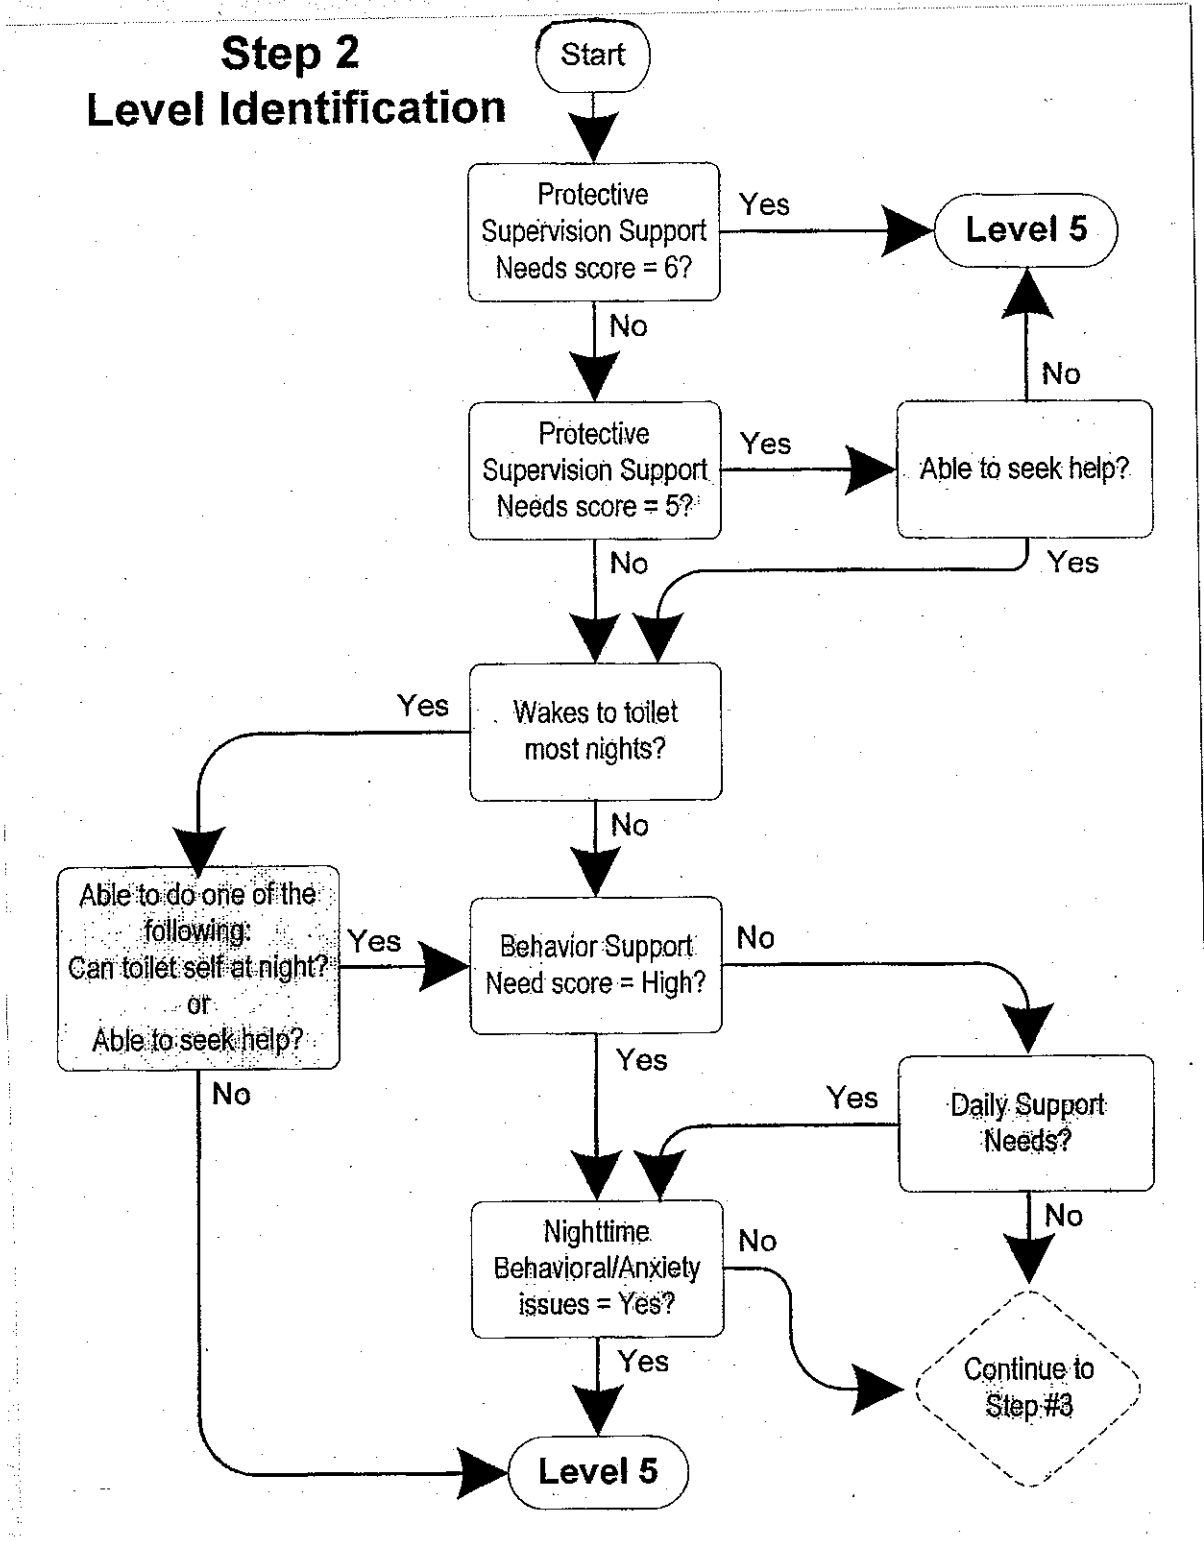 Step 2
Level Identification
Start
Protective
Supervision Support
Needs score = 6?
Yes
Level 5
No
No
Protective
Supervision Support
Needs score = 5?
Yes
Able to seek help?
No
Yes
Wakes to toilet
most nights?
Yes
No
Able to do one of the
following:
Can toilet self at night?
or
Able to seek help?
Yes
Behavior Support
Need score = High?
No
Yes
No
Daily Support
Needs?
Yes
No
Nighttime
Behavioral/Anxiety
issues = Yes?
No
Yes
Continue to
Step #3
Level 5